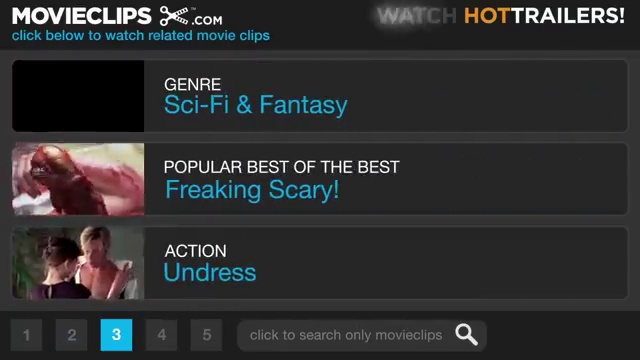 MOVIECLIPS .COM
WATCH HOTTRAILERS!
click below to watch related movie clips
GENRE
Sci-Fi & Fantasy
POPULAR BEST OF THE BEST
Freaking Scary!
ACTION
Undress
1 2 3 4 5
click to search only movieclips